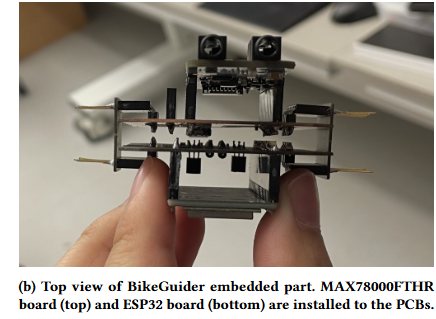 (b) Top view of BikeGuider embedded part. MAX78000FTHR
board (top) and ESP32 board (bottom) are installed to the PCBs.